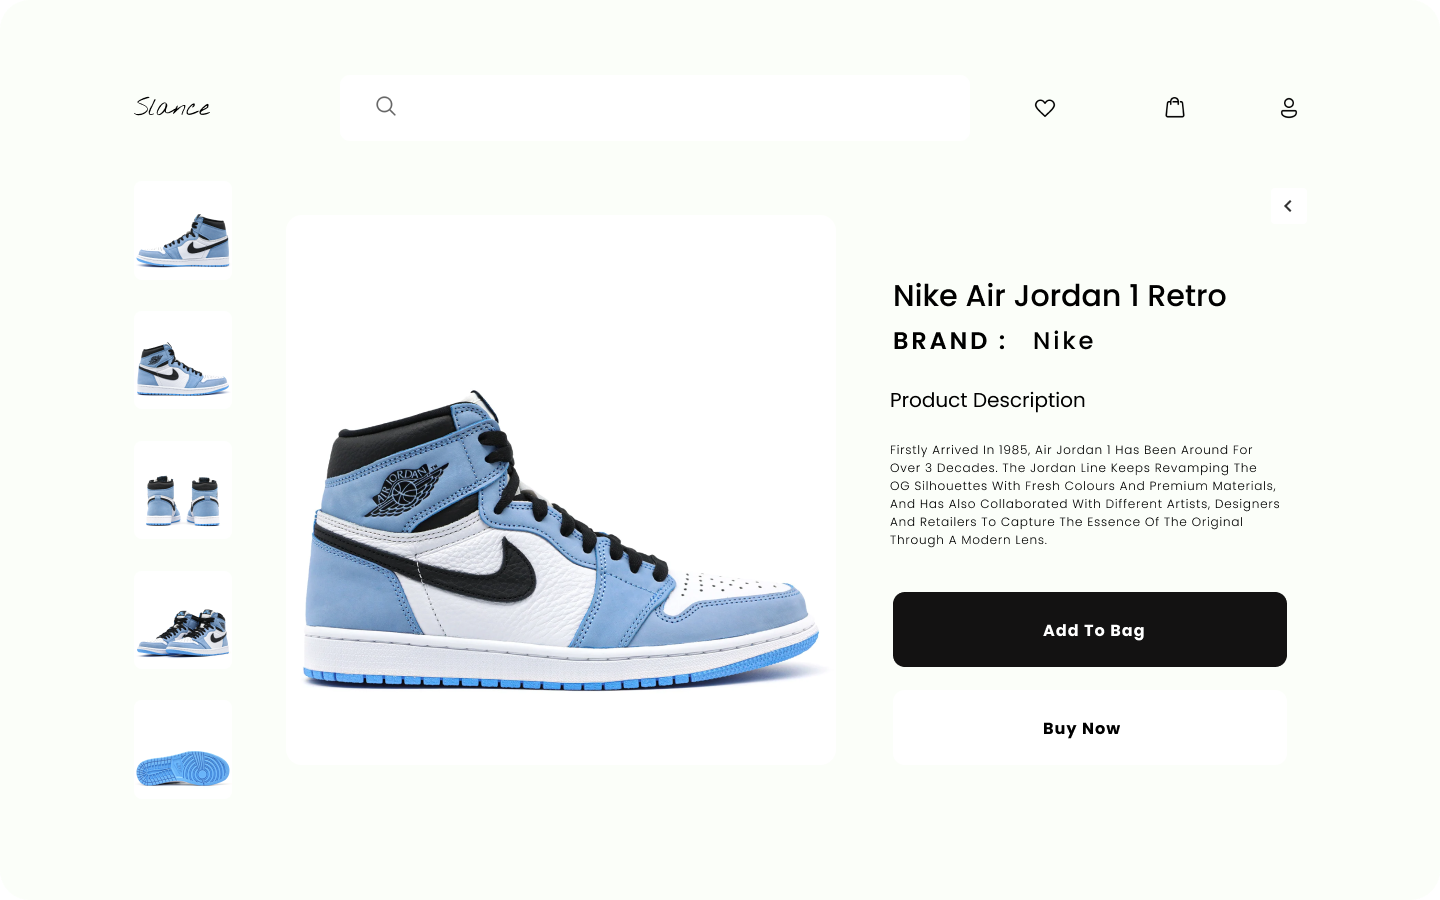 Slance
Nike Air Jordan 1 Retro
BRAND : Nike
Product Description
Firstly Arrived In 1985, Air Jordan 1 Has Been Around For
Over 3 Decades. The Jordan Line Keeps Revamping The
OG Silhouettes With Fresh Colours And Premium Materials,
And Has Also Collaborated With Different Artists, Designers
And Retailers To Capture The Essence Of The Original
Through A Modern Lens.
AIR JORDAN
Add To Bag
Buy Now